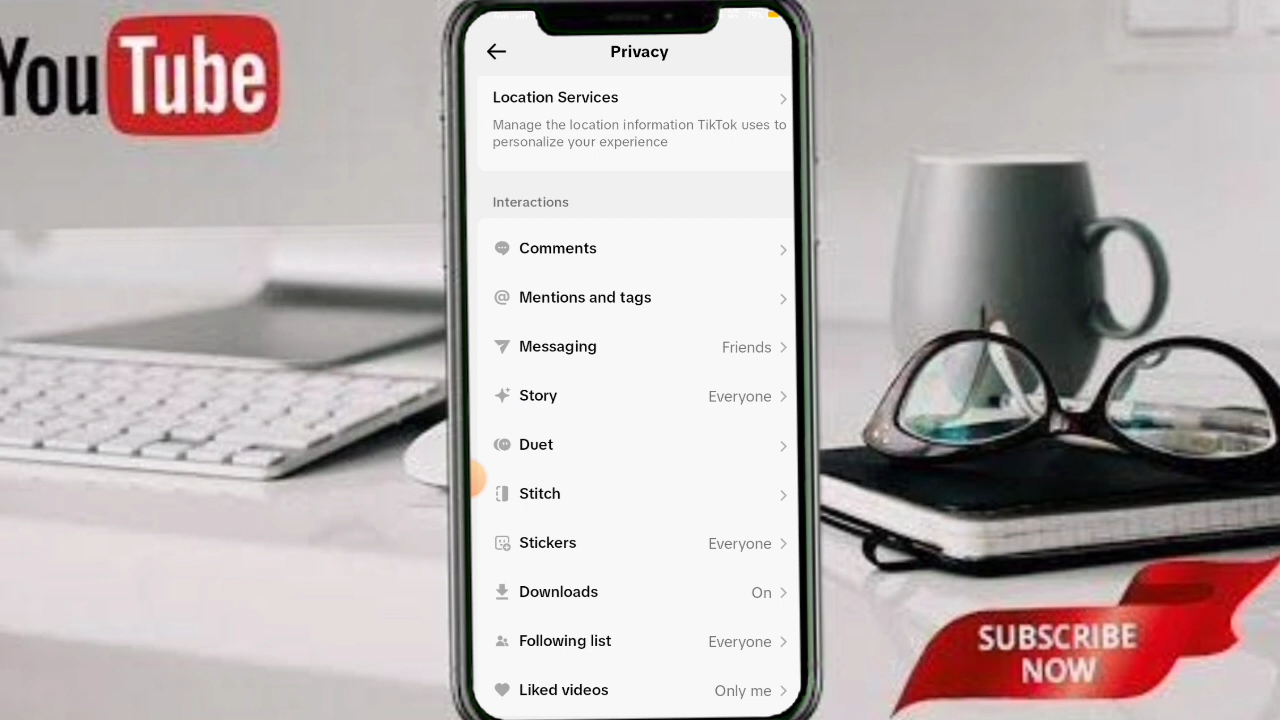 YouTube
Privacy
Location Services
Manage the location information TikTok uses to
personalize your experience
Interactions
Comments
Mentions and tags
Messaging Friends
Story Everyone
Duet
Stitch
Stickers Everyone
Downloads On
Following list Everyone
Liked videos Only me
SUBSCRIBE
NOW